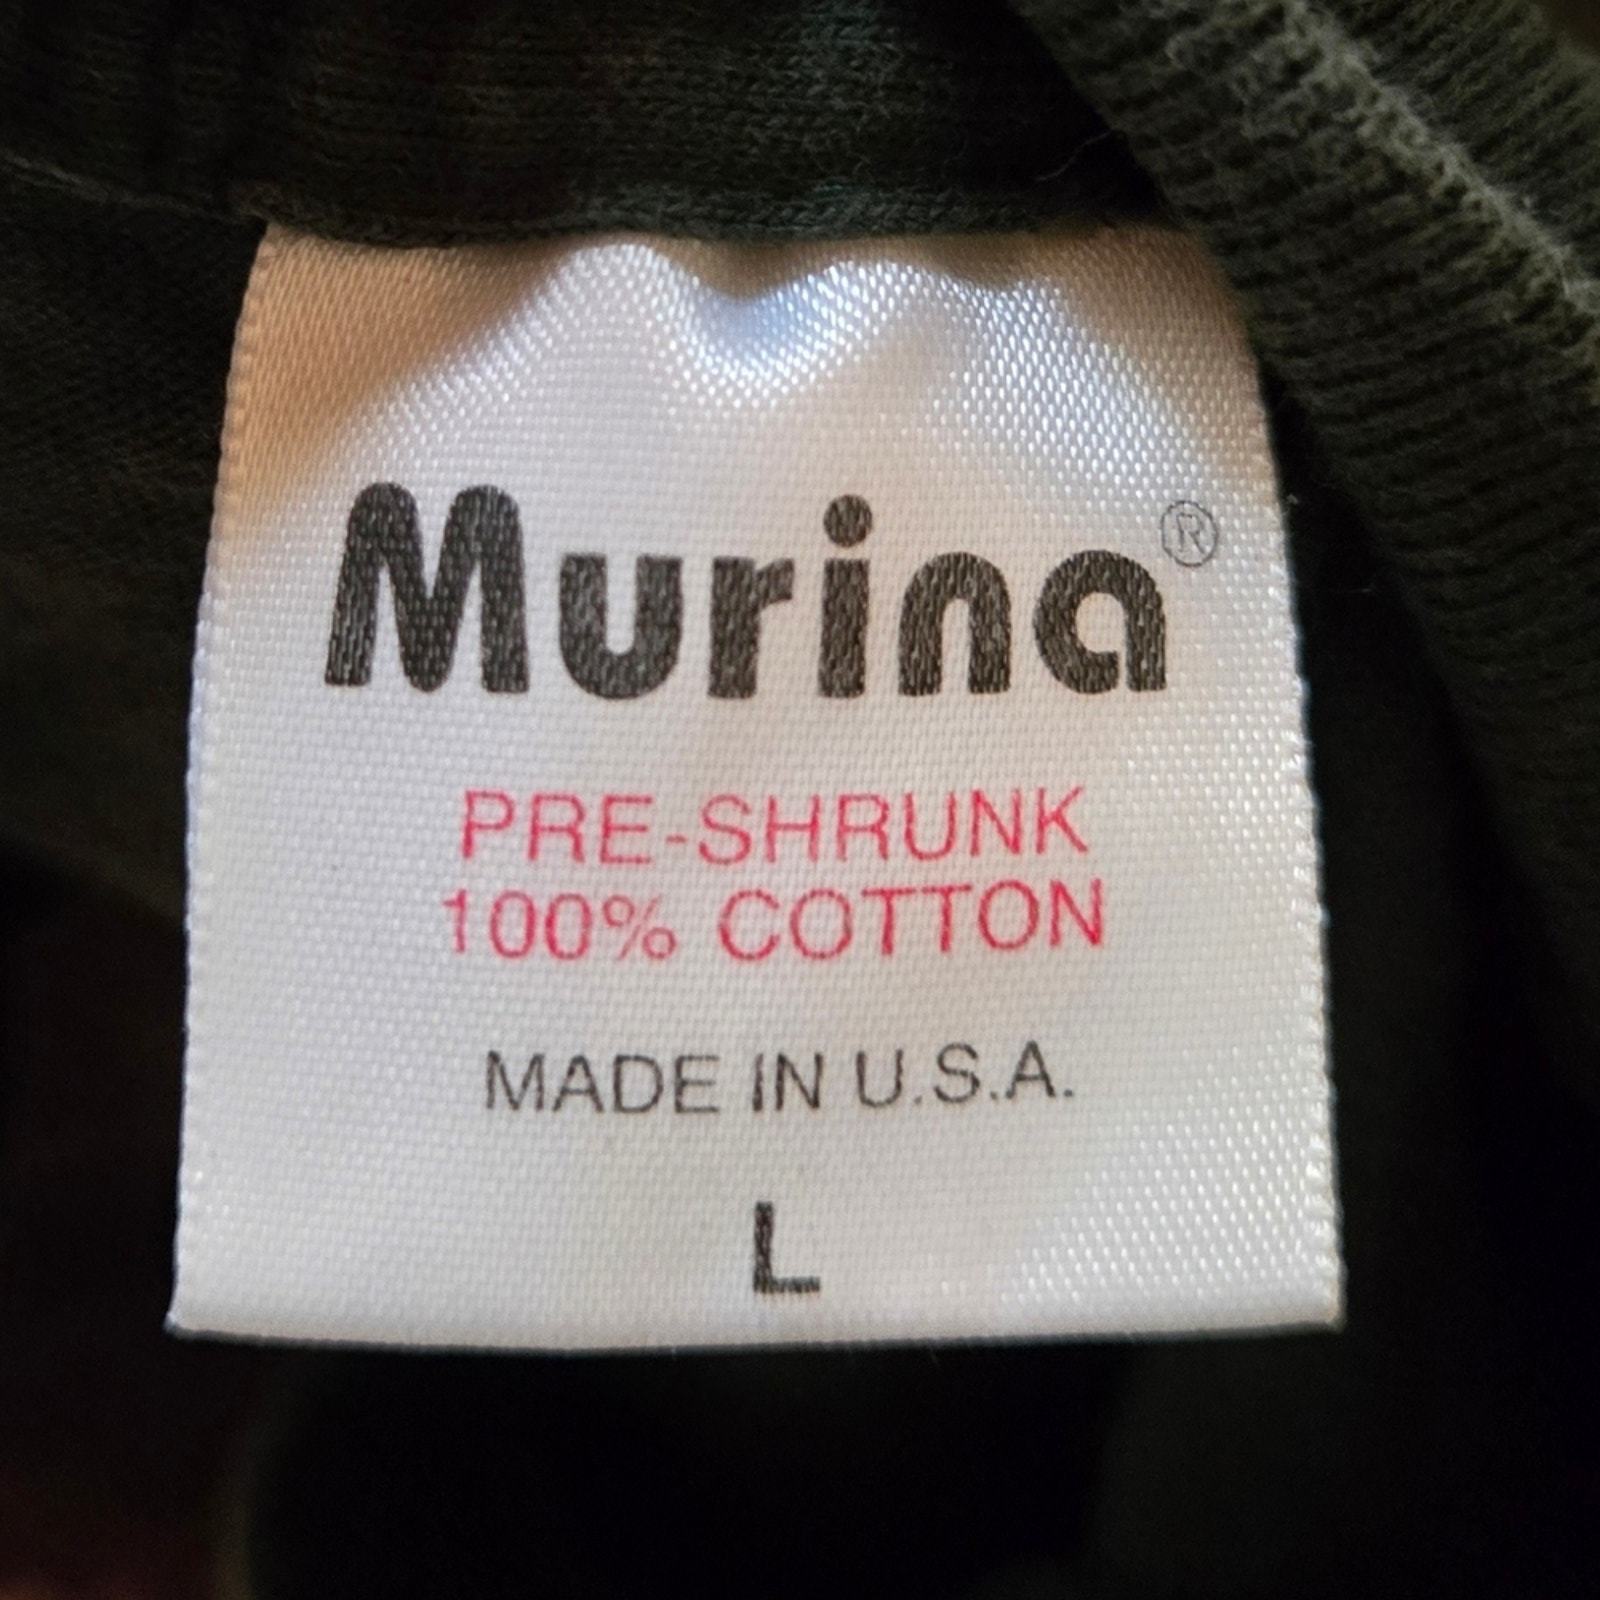 Murina®
PRE-SHRUNK
100% COTTON
MADE IN U.S.A.
L